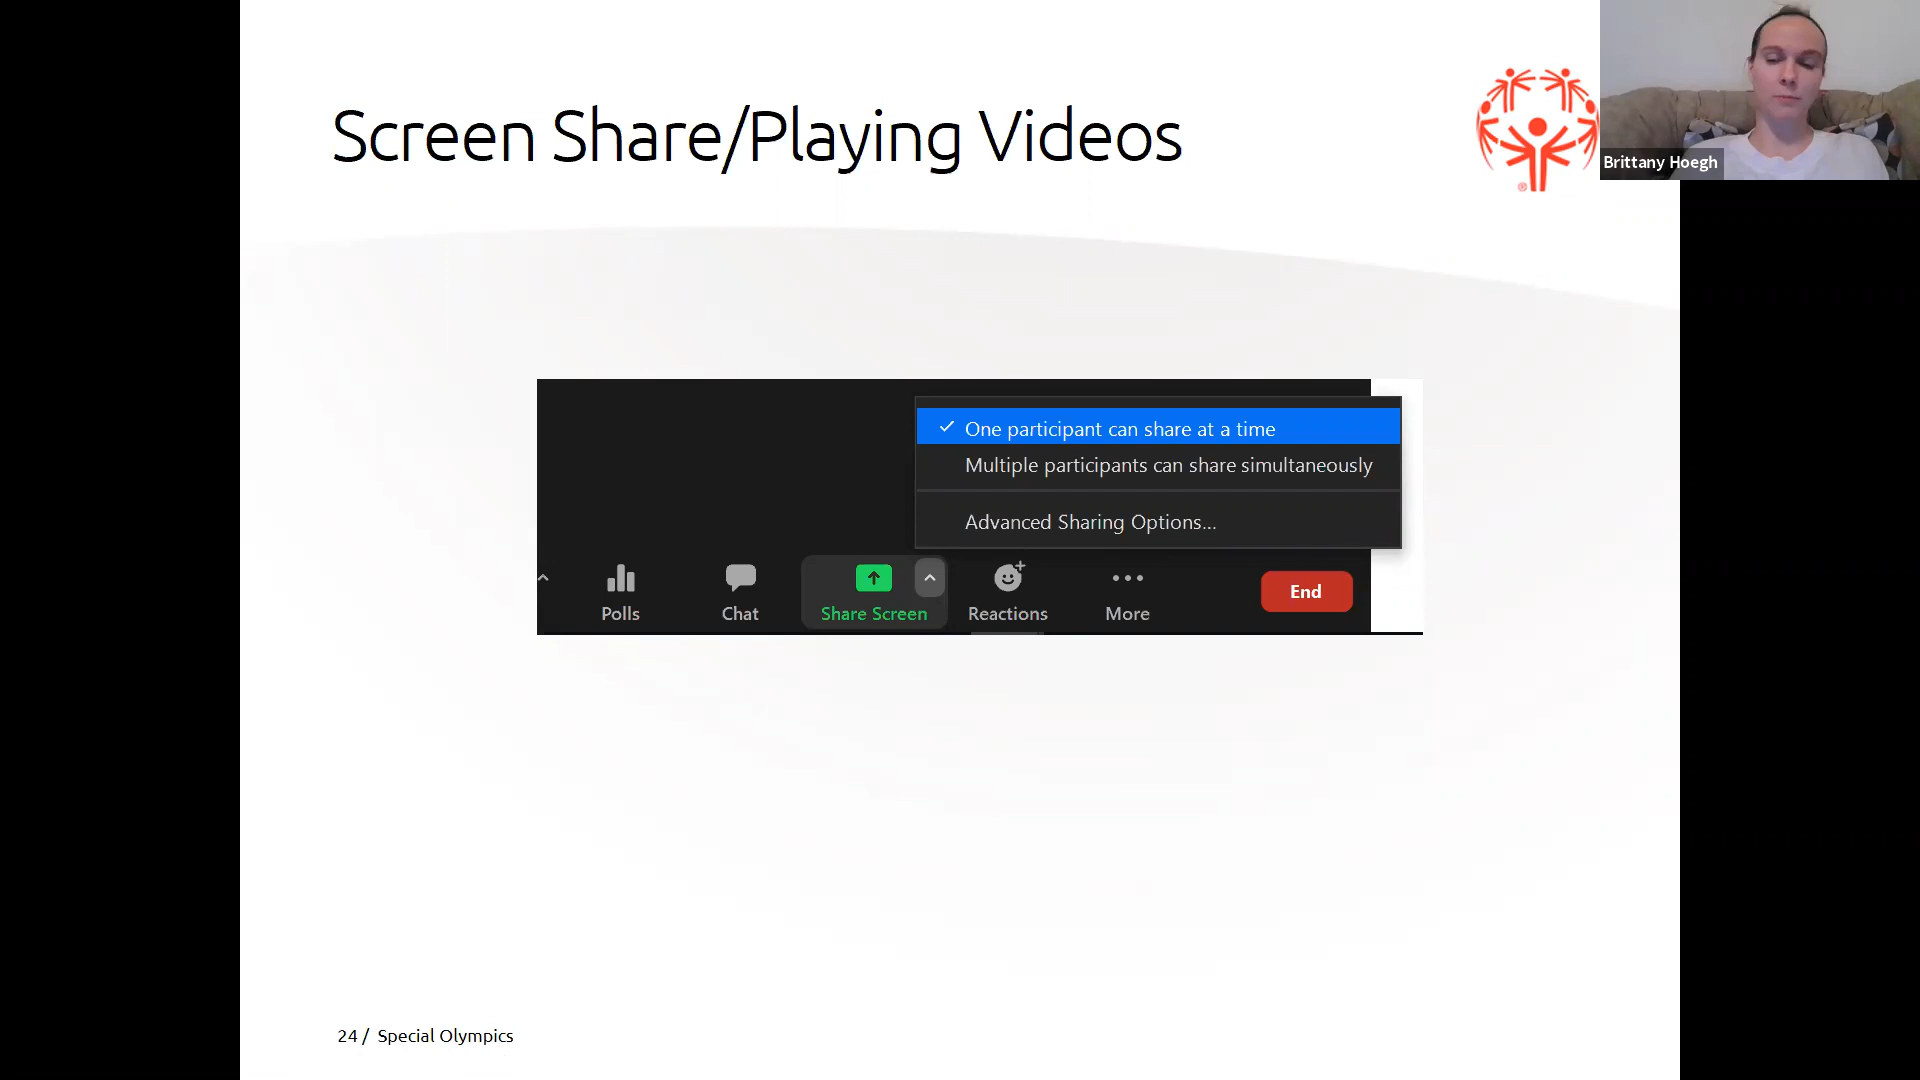 Screen Share/Playing Videos
Brittany Hoegh
✓ One participant can share at a time
Multiple participants can share simultaneously
Advanced Sharing Options...
Polls
Chat
Share Screen
Reactions
More
End
®
24 / Special Olympics